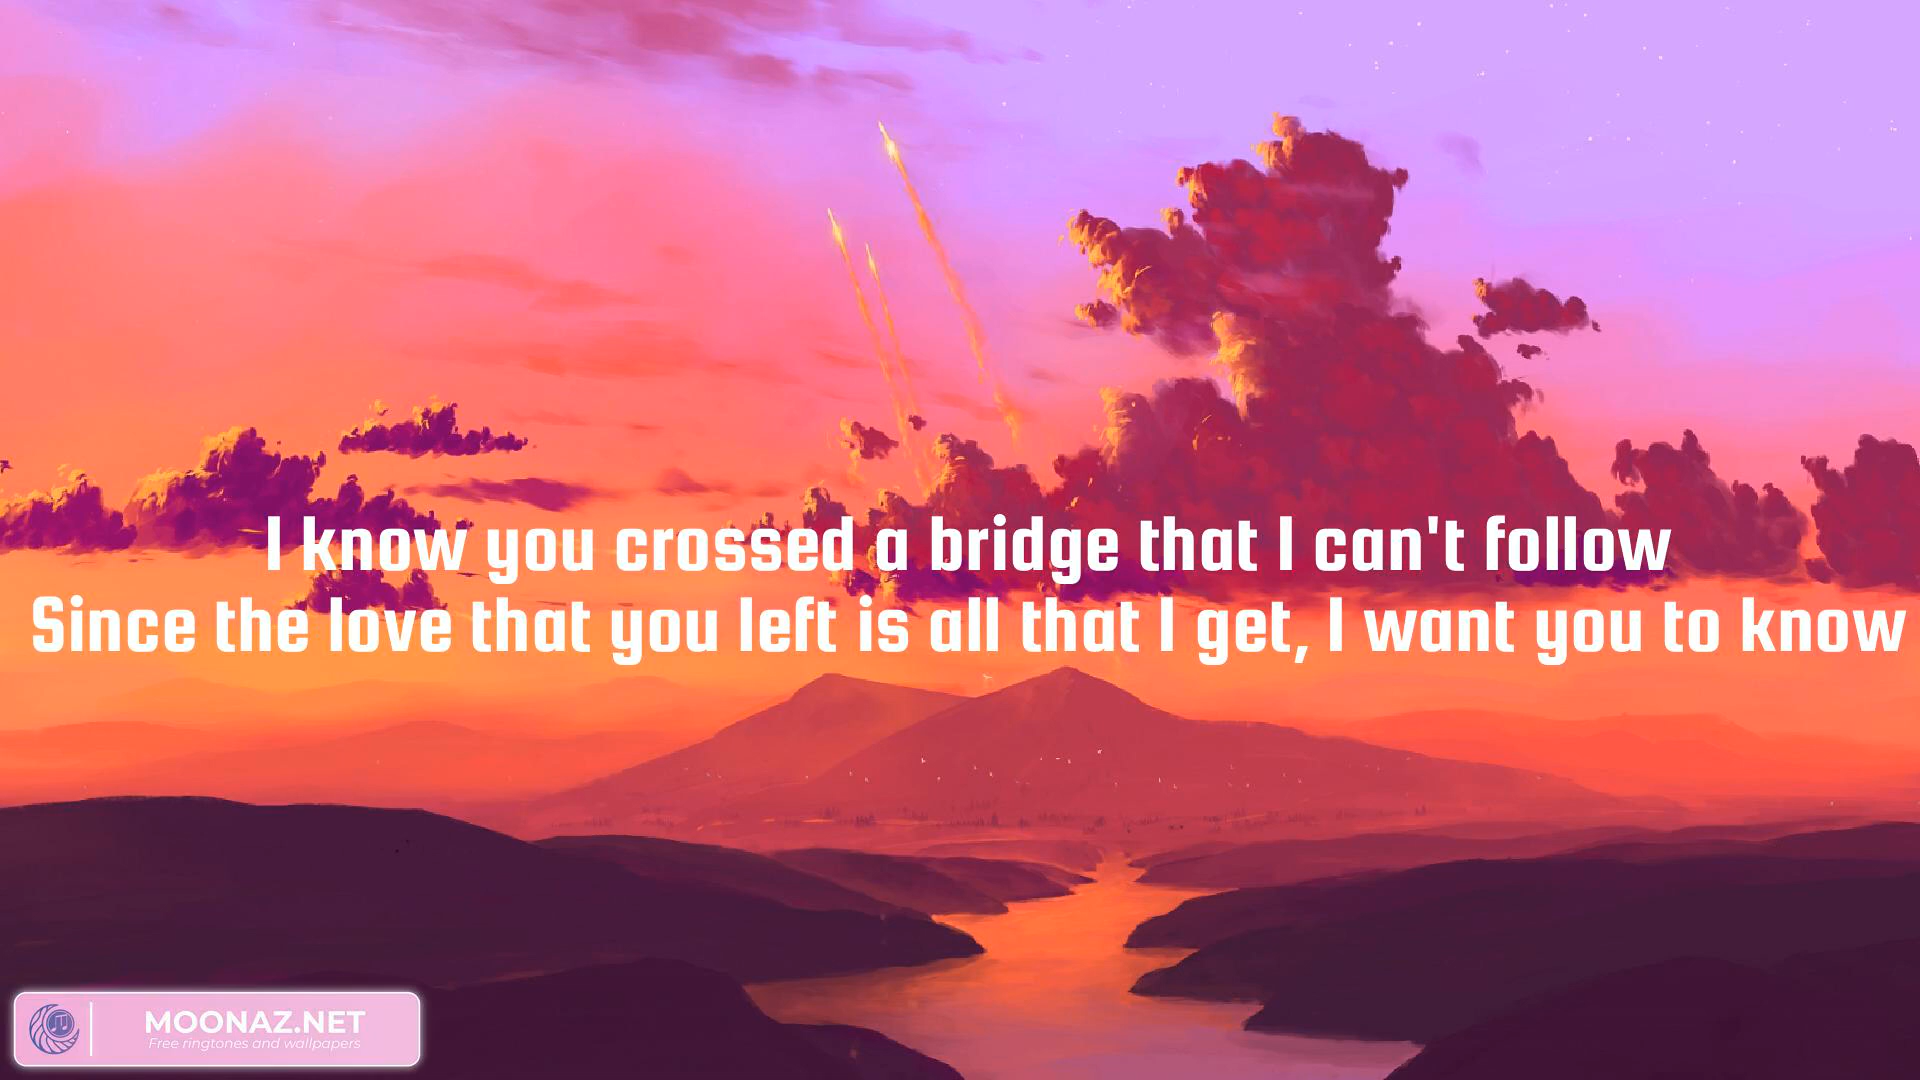 I know you crossed a bridge that I can't follow
Since the love that you left is all that I get, I want you to know
MOONAZ.NET
Free ringtones and wallpapers